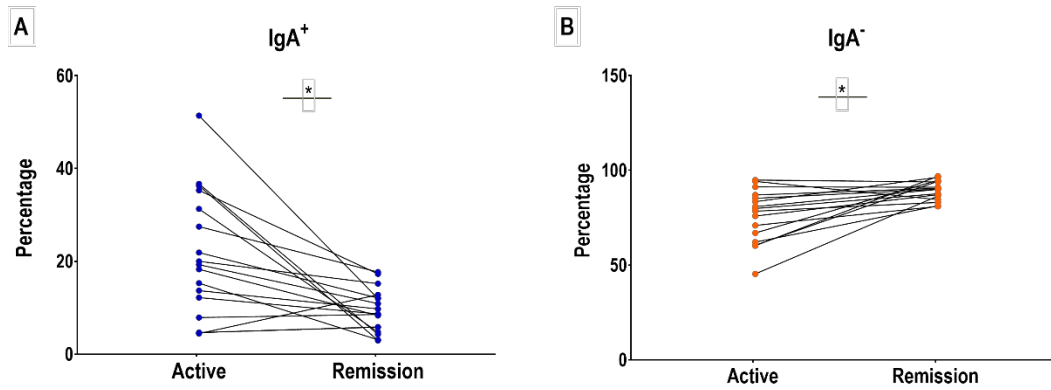 A
IgA⁺
*
60
40
20
0
Percentage
Active
Remission
B
IgA⁻
*
150
100
50
0
Percentage
Active
Remission